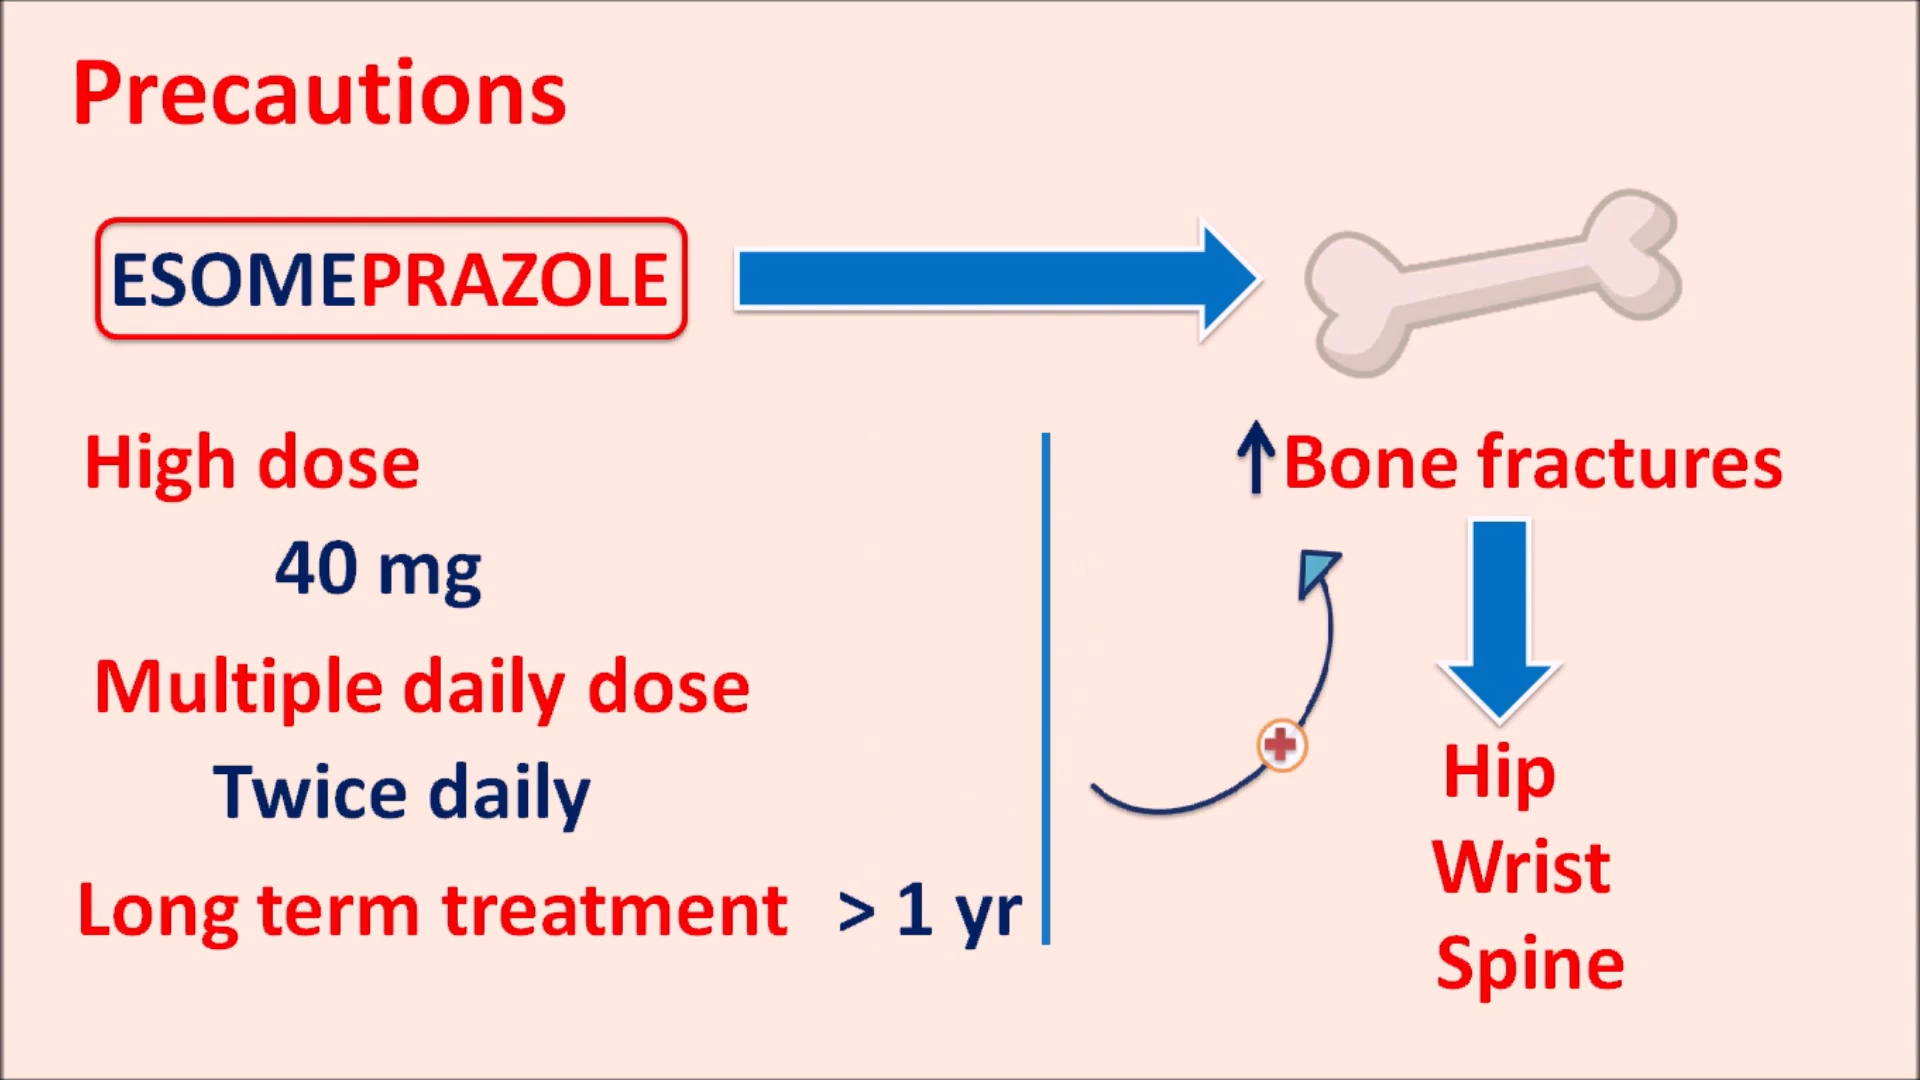 Precautions
ESOMEPRAZOLE
High dose
40 mg
Multiple daily dose
Twice daily
Long term treatment > 1 yr
↑Bone fractures
Hip
Wrist
Spine